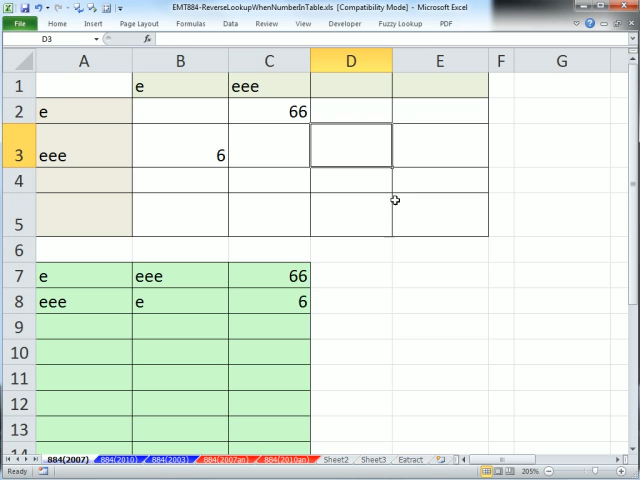 EMT884-ReverseLookupWhenNumberInTable.xls [Compatibility Mode] - Microsoft Excel
File Home Insert Page Layout Formulas Data Review View Developer Fuzzy Lookup PDF
D3 fx
A B C D E F G
1 e eee
2 e 66
3 eee 6
4
5
6
7 e eee 66
8 eee e 6
9
10
11
12
13
14
884(2007) 884(2010) 884(2003) 884(2007an) 884(2010an) Sheet2 Sheet3 Eatract
Ready 205%